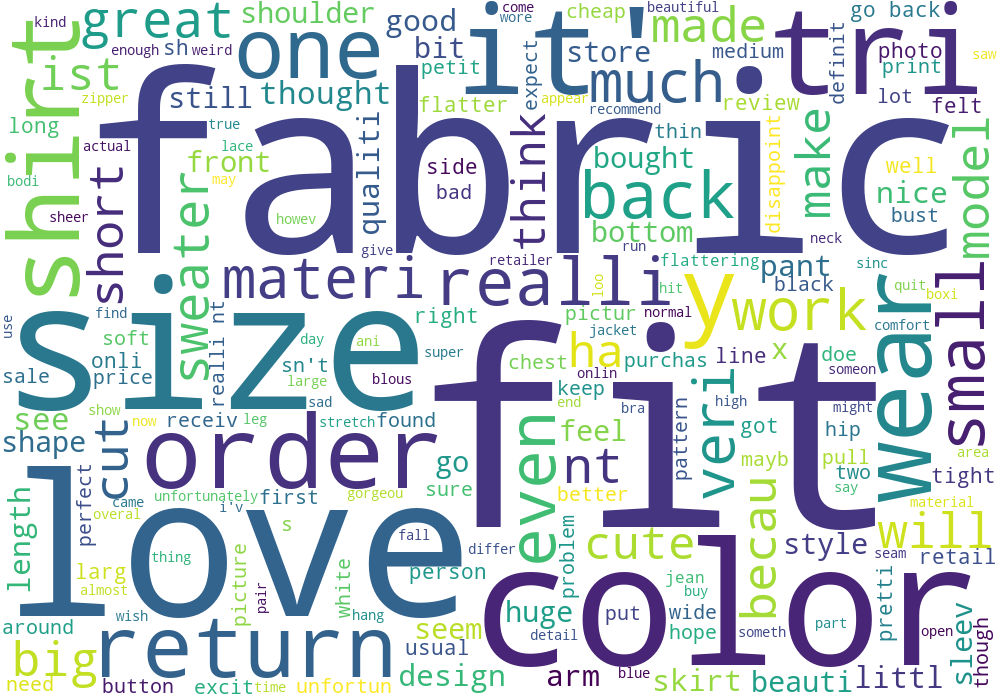 kind
great
shoulder
good
it'
made
tri
come
wore
cheap
beautiful
go back
shirt
ist
enough
sh
weird
one
bit
petit
store
much
expect
medium
definit
photo
print
saw
zipper
still
thought
flatter
appear
recommend
review
lot
felt
long
true
fabric
actual
lace
front
qualiti
side
bad
think
thin
bought
disappoint
make
well
nice
model
bodi
may
sheer
short
sweater
howev
give
back
bust
bottom
run
neck
retailer
flattering
materi
realli
loo
hit
y
pant
black
sinc
quit
boxi
small
use
find
nt
right
pictur
work
wear
comfort
size
soft
day
ani
super
sn't
jacket
normal
ha
line
x
doe
someon
onli
price
realli
large
blous
chest
onlin
purchas
sale
show
now
sad
leg
stretch
found
keep
end
bra
fit
high
might
see
receiv
order
even
feel
veri
got
hip
say
area
shape
cut
go
nt
pattern
mayb
pull
two
tight
love
perfect
unfortunately
first
gorgeou
sure
better
becau
material
length
came
overal
i'v
s
fall
differ
problem
cute
style
will
seam
retail
larg
almost
thing
picture
pair
white
person
color
jean
buy
pretti
wish
hang
huge
put
wide
part
sleev
open
around
return
seem
usual
detail
hope
someth
though
big
need
button
excit
time
unfortun
design
arm
blue
skirt
beauti
littl